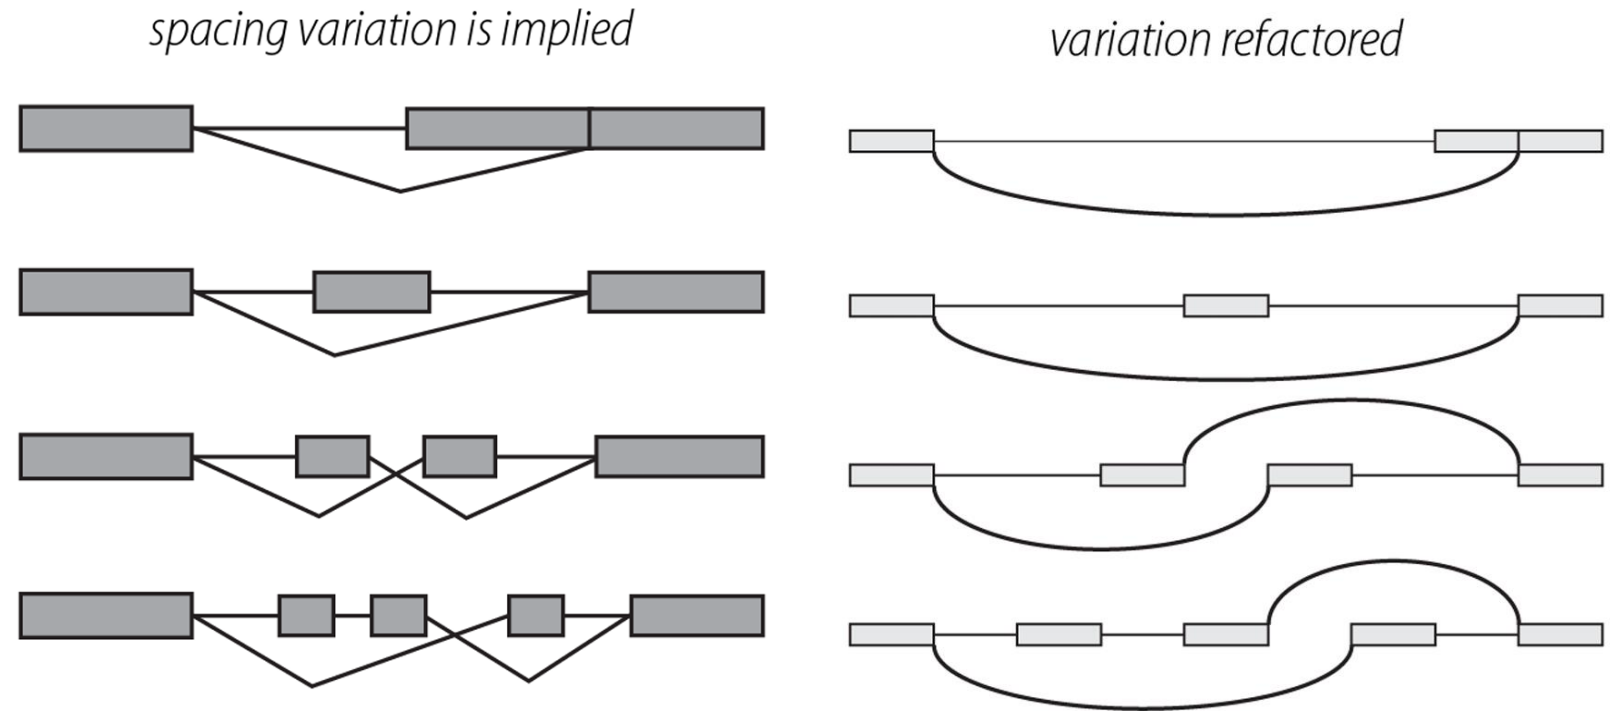 spacing variation is implied
variation refactored